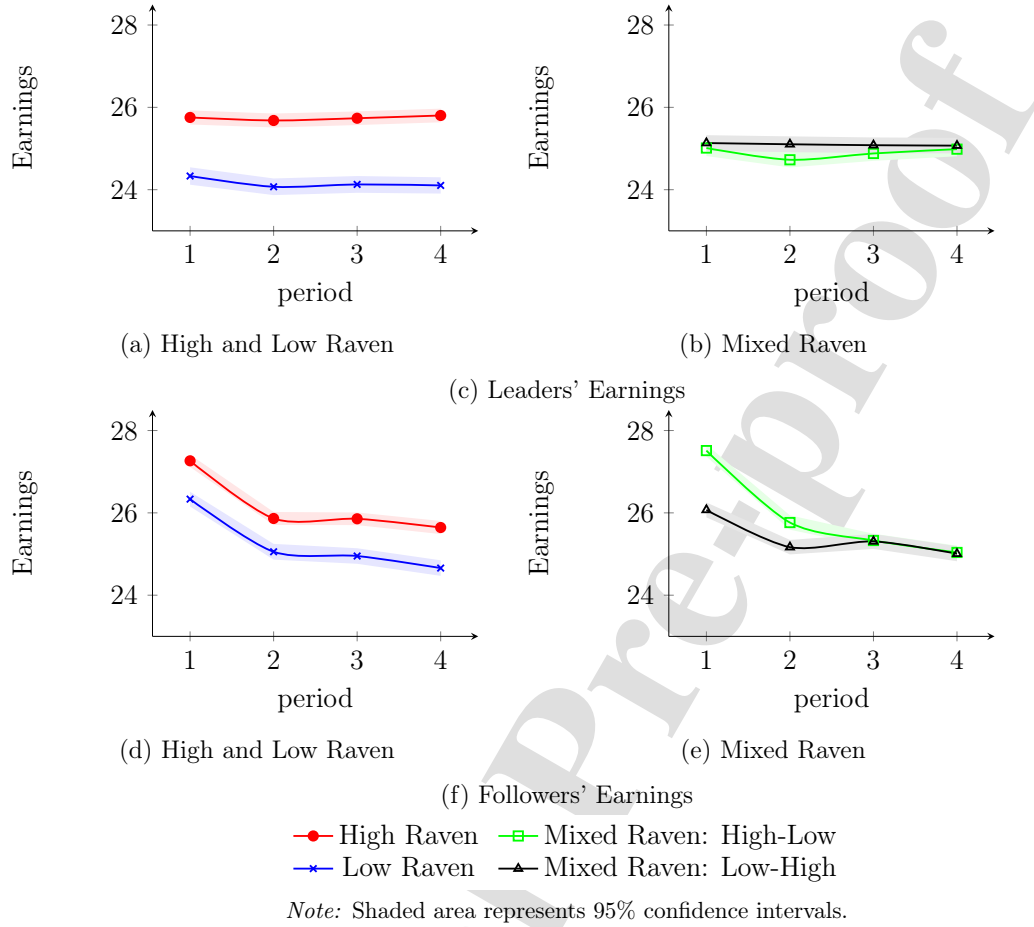 28
26
24
Earnings
1 2 3 4
period
(a) High and Low Raven
28
26
24
Earnings
1 2 3 4
period
(b) Mixed Raven
(c) Leaders' Earnings
28
26
24
Earnings
1 2 3 4
period
(d) High and Low Raven
28
26
24
Earnings
1 2 3 4
period
(e) Mixed Raven
(f) Followers' Earnings
High Raven Mixed Raven: High-Low
Low Raven Mixed Raven: Low-High
Note: Shaded area represents 95% confidence intervals.
Pre-proof